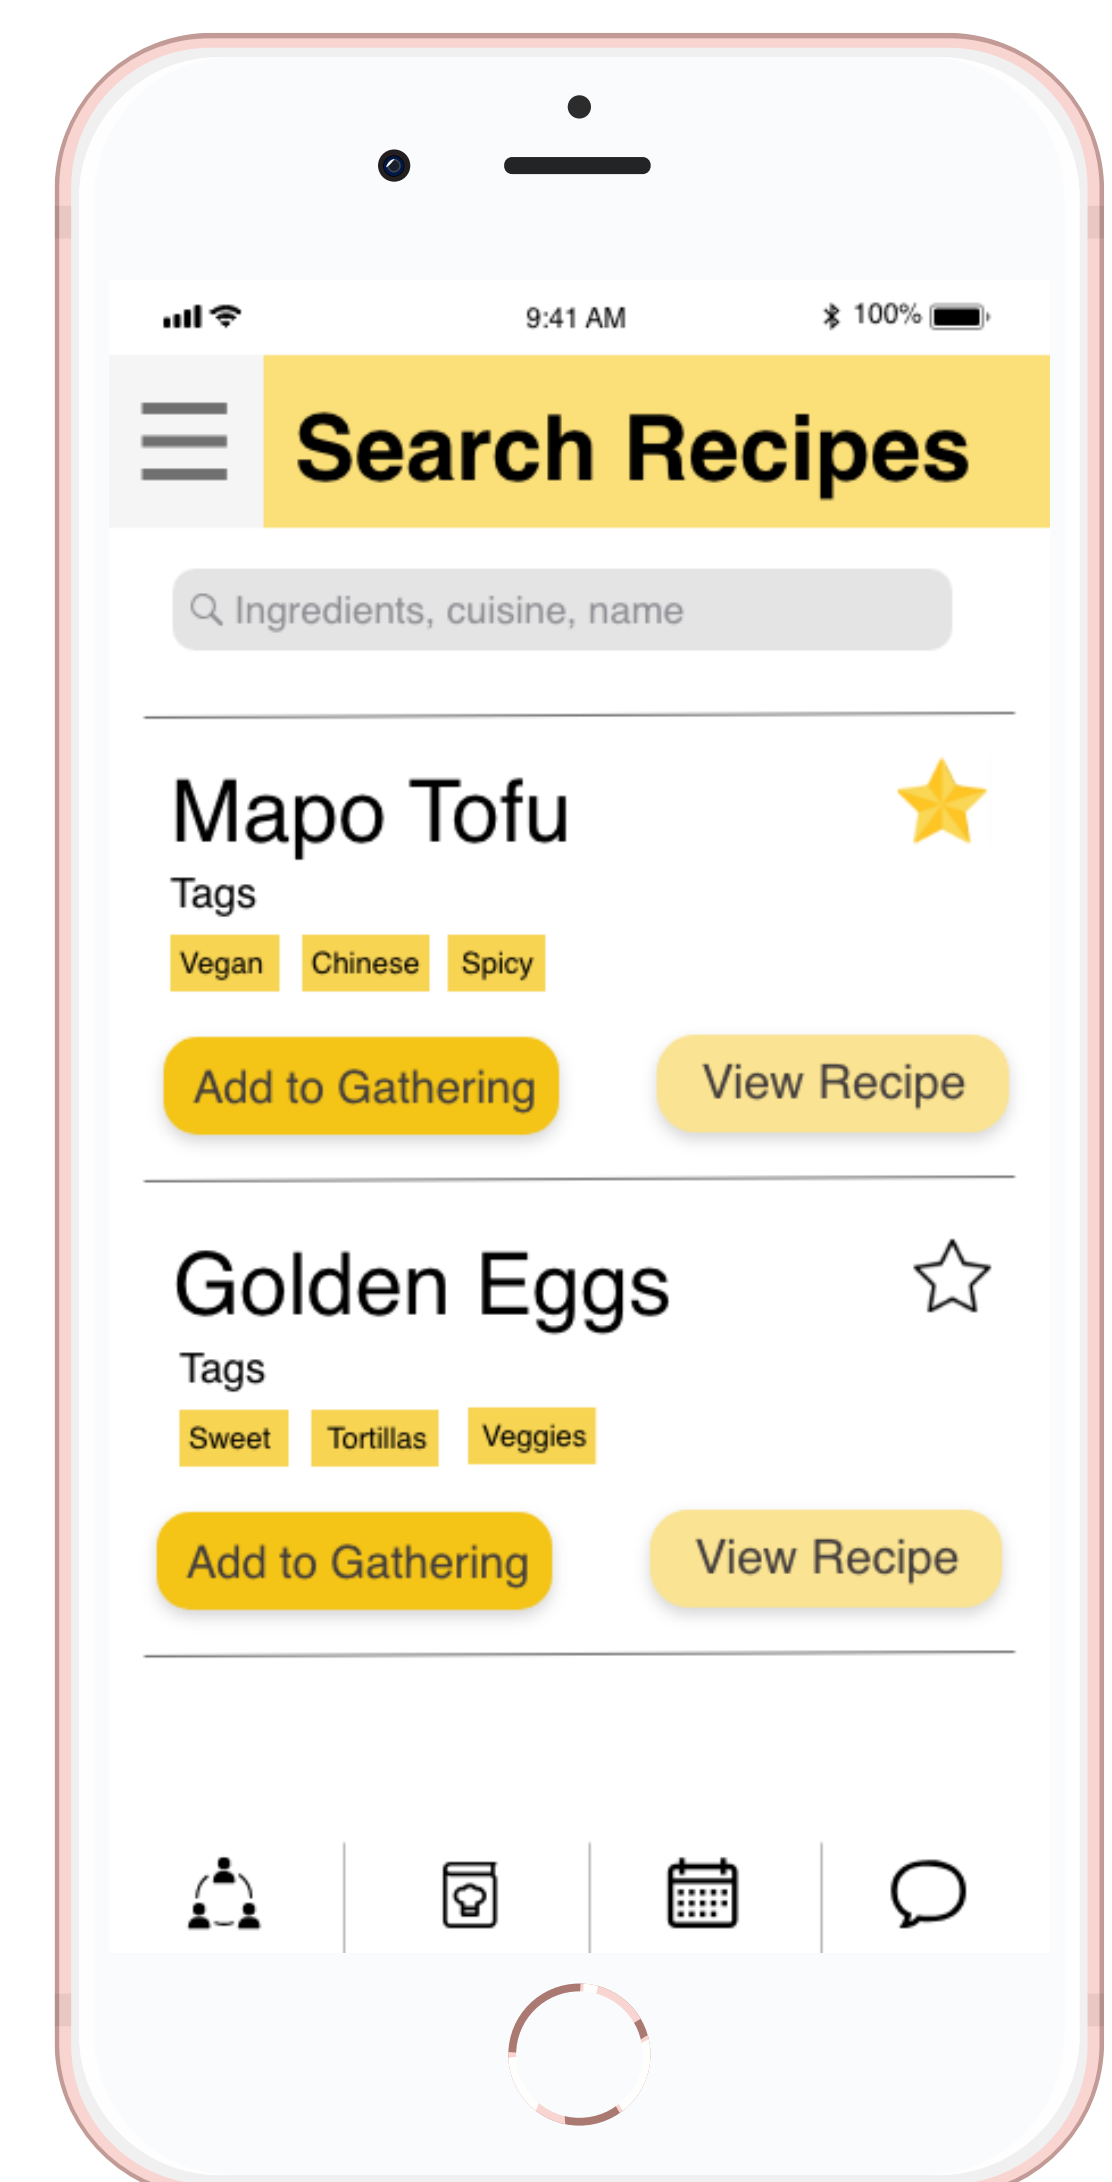 9:41 AM 100%
Search Recipes
Ingredients, cuisine, name
Mapo Tofu
Tags
Vegan Chinese Spicy
Add to Gathering View Recipe
Golden Eggs
Tags
Sweet Tortillas Veggies
Add to Gathering View Recipe